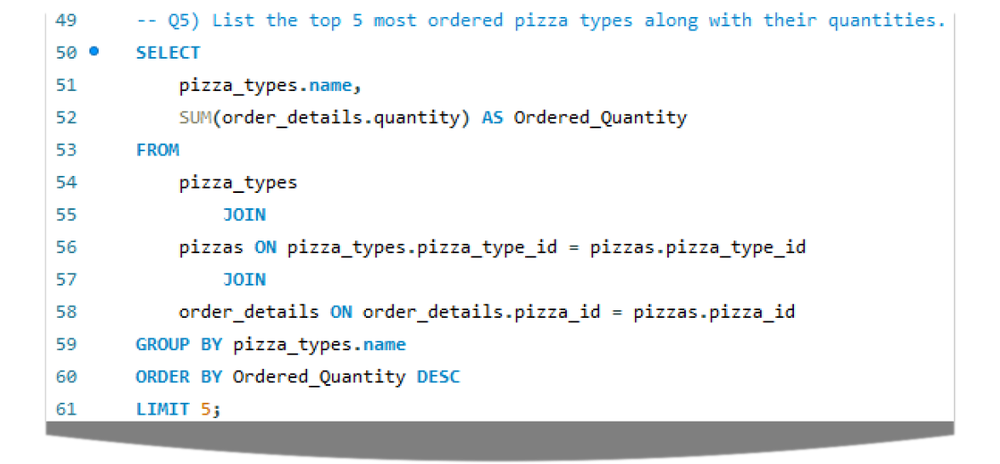 49 -- Q5) List the top 5 most ordered pizza types along with their quantities.
50 SELECT
51 pizza_types.name,
52 SUM(order_details.quantity) AS Ordered_Quantity
53 FROM
54 pizza_types
55 JOIN
56 pizzas ON pizza_types.pizza_type_id = pizzas.pizza_type_id
57 JOIN
58 order_details ON order_details.pizza_id = pizzas.pizza_id
59 GROUP BY pizza_types.name
60 ORDER BY Ordered_Quantity DESC
61 LIMIT 5;